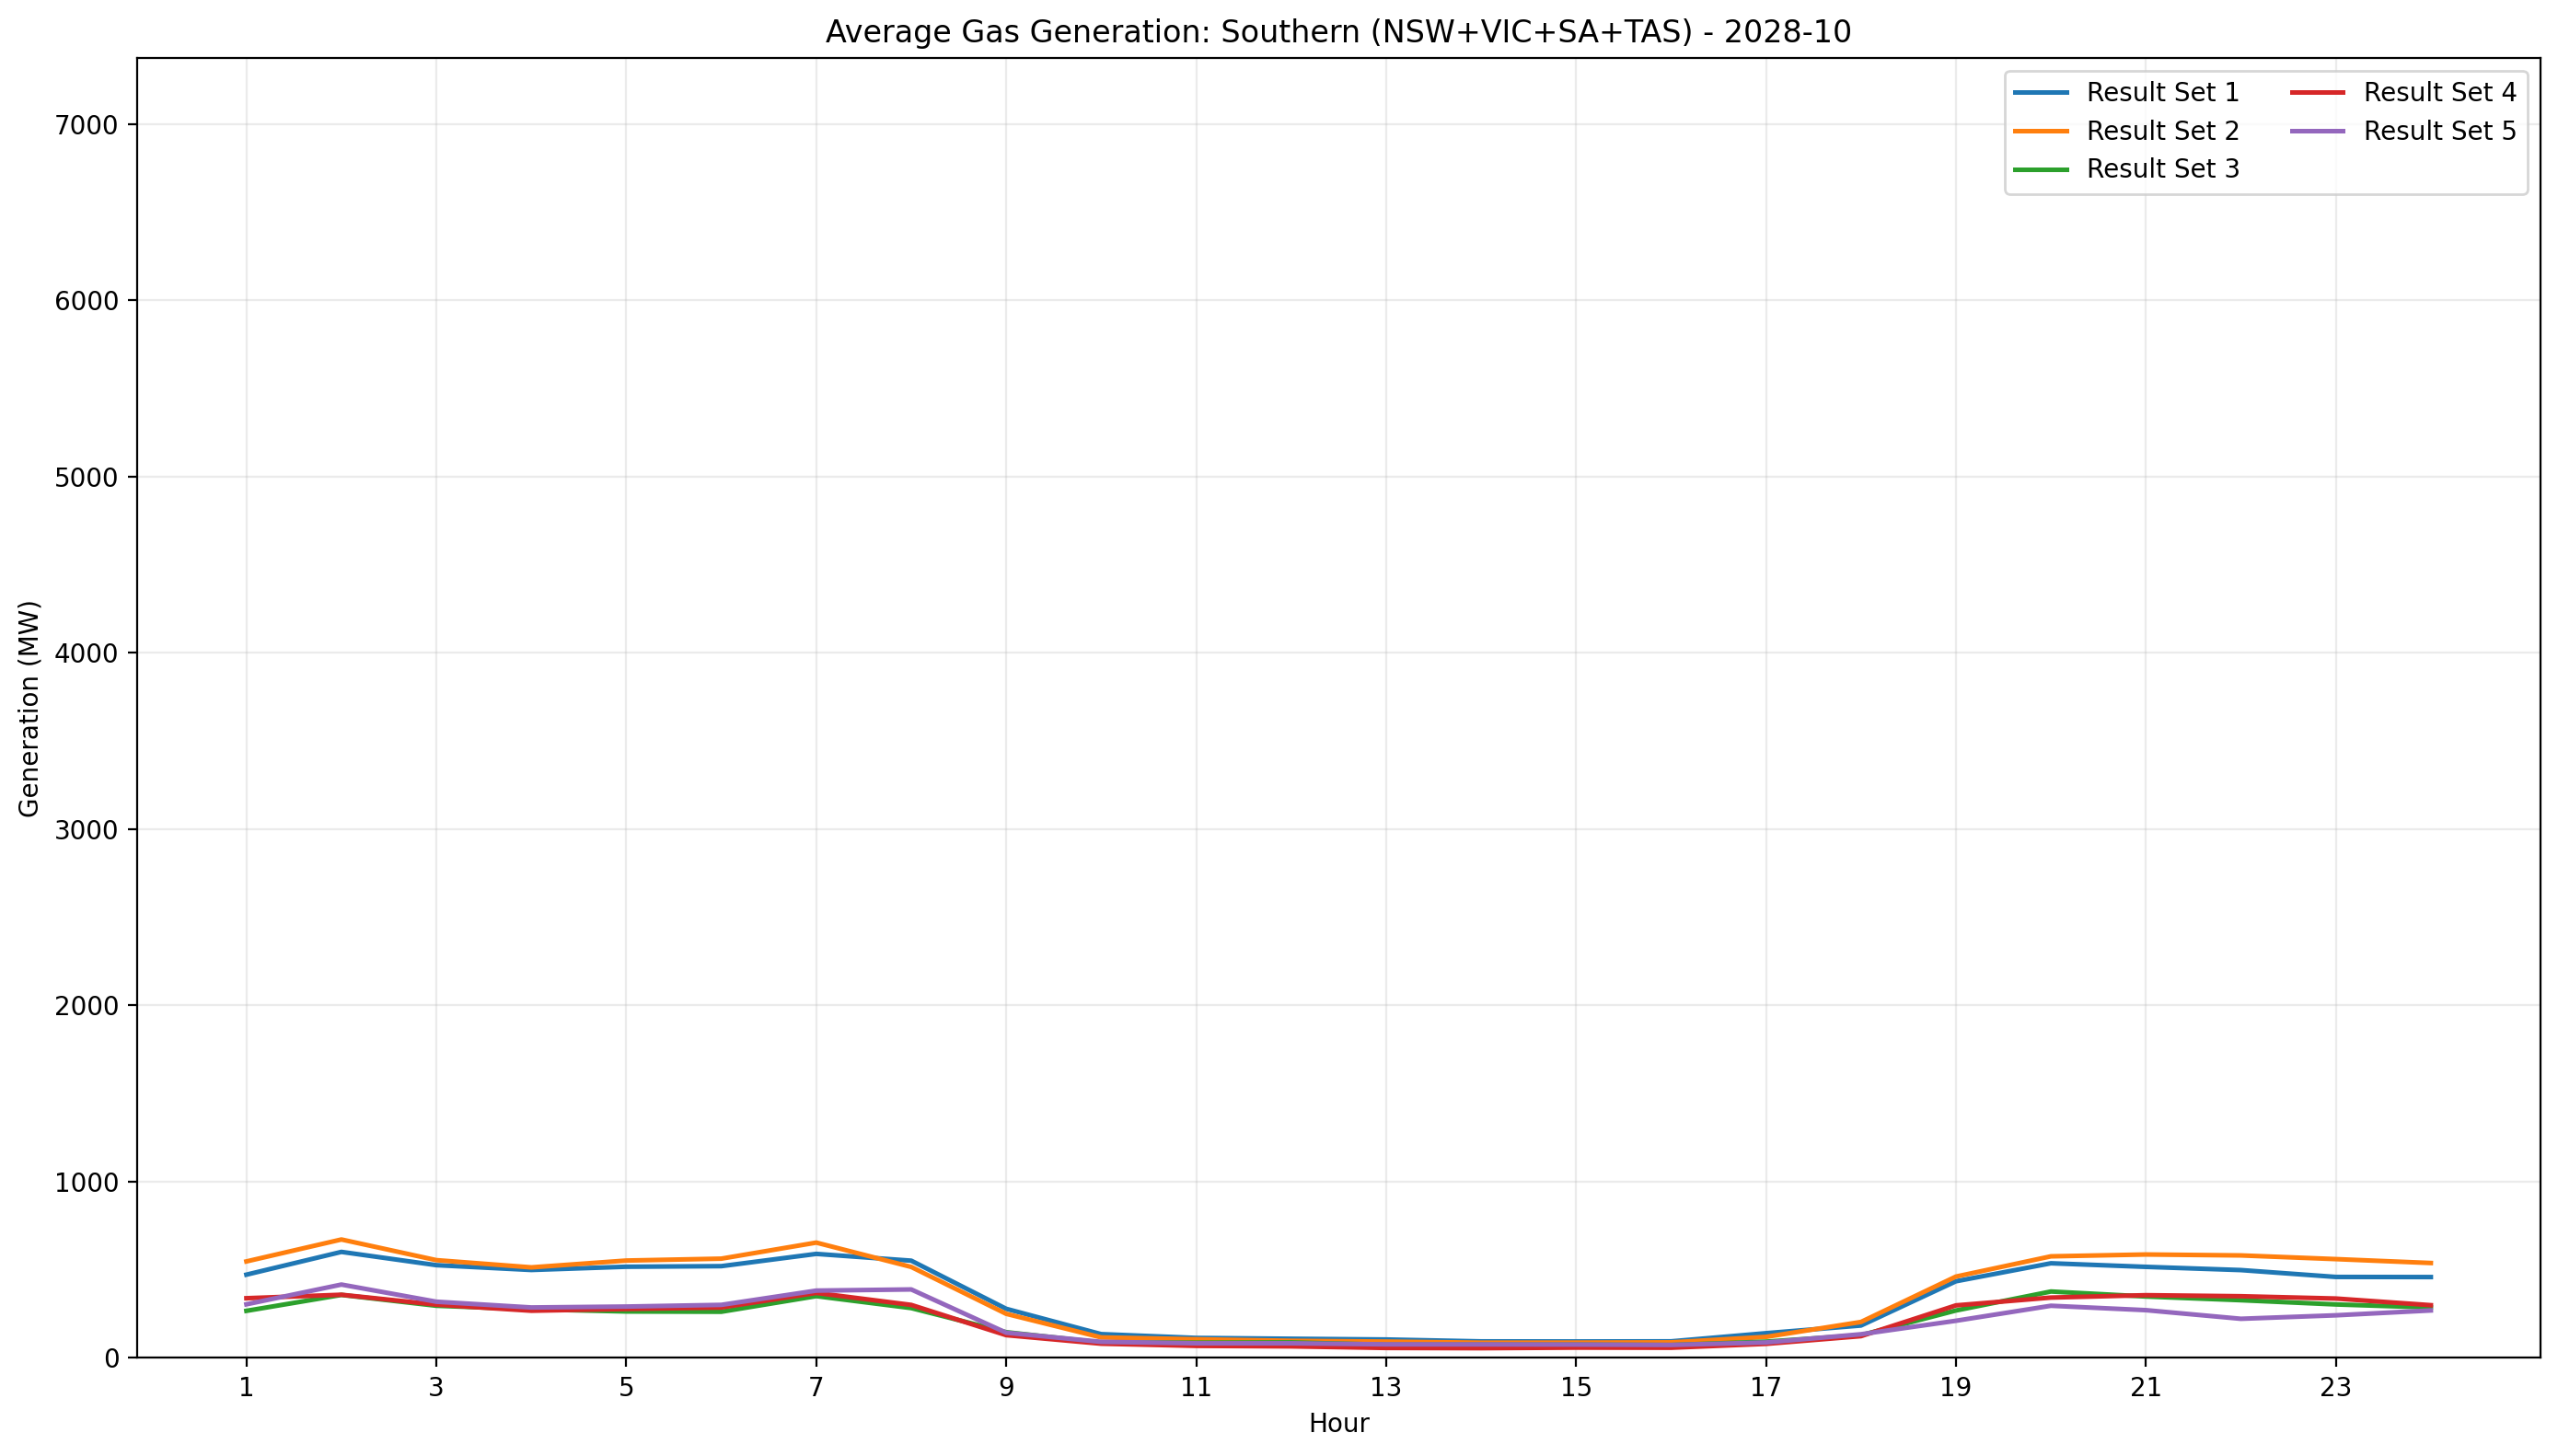 Average Gas Generation: Southern (NSW+VIC+SA+TAS) - 2028-10
Result Set 1
Result Set 2
Result Set 3
Result Set 4
Result Set 5
Generation (MW)
7000
6000
5000
4000
3000
2000
1000
0
1 3 5 7 9 11 13 15 17 19 21 23
Hour